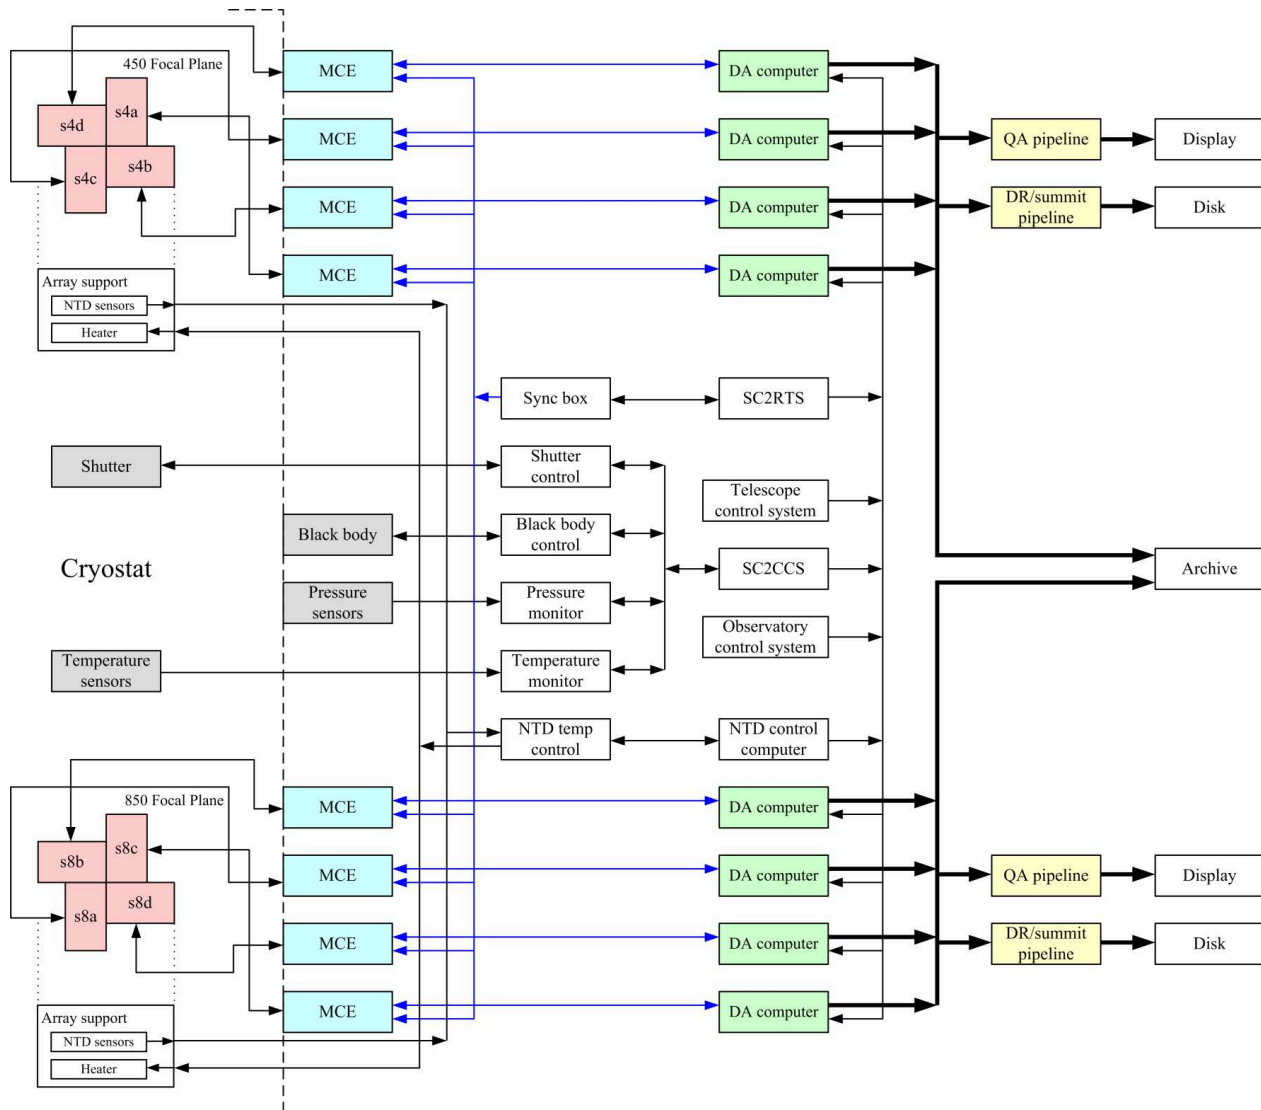 450 Focal Plane
s4a
s4d
s4b
s4c
MCE
DA computer
MCE
DA computer
QA pipeline
Display
MCE
DA computer
DR/summit
pipeline
Disk
MCE
DA computer
Array support
NTD sensors
Heater
Sync box
SC2RTS
Shutter
Shutter
control
Telescope
control system
Black body
Black body
control
Cryostat
SC2CCS
Archive
Pressure
sensors
Pressure
monitor
Observatory
control system
Temperature
sensors
Temperature
monitor
NTD temp
control
NTD control
computer
850 Focal Plane
s8c
s8b
s8d
s8a
MCE
DA computer
MCE
DA computer
QA pipeline
Display
MCE
DA computer
DR/summit
pipeline
Disk
MCE
DA computer
Array support
NTD sensors
Heater